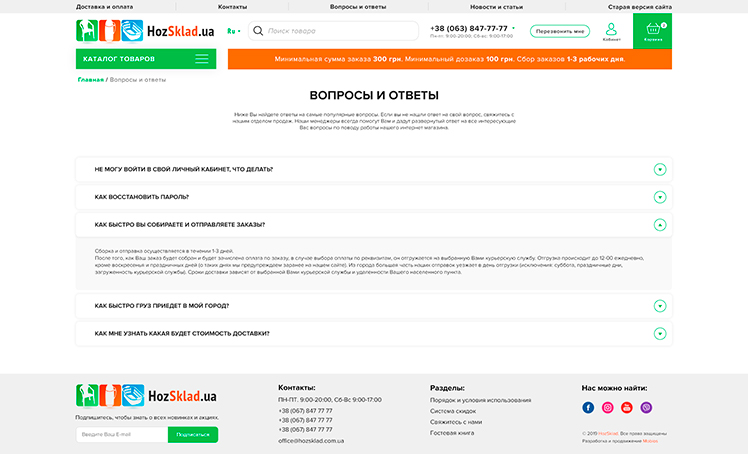 Доставка и оплата
Контакты
Вопросы и ответы
Новости и статьи
Старая версия сайта
HozSklad.ua
Ru
Поиск товара
+38 (063) 847-77-77
Пн-пт: 9:00-20:00, Сб-вс: 9:00-17:00
Перезвонить мне
Кабинет
Корзина
КАТАЛОГ ТОВАРОВ
Минимальная сумма заказа 300 грн. Минимальный дозаказ 100 грн. Сбор заказов 1-3 рабочих дня.
Главная / Вопросы и ответы
ВОПРОСЫ И ОТВЕТЫ
Ниже Вы найдете ответы на самые популярные вопросы. Если вы не нашли ответ на свой вопрос, свяжитесь с
нашим отделом продаж. Наши менеджеры всегда помогут Вам и дадут развернутый ответ на все интересующие
Вас вопросы по поводу работы нашего интернет магазина.
НЕ МОГУ ВОЙТИ В СВОЙ ЛИЧНЫЙ КАБИНЕТ, ЧТО ДЕЛАТЬ?
КАК ВОССТАНОВИТЬ ПАРОЛЬ?
КАК БЫСТРО ВЫ СОБИРАЕТЕ И ОТПРАВЛЯЕТЕ ЗАКАЗЫ?
Сборка и отправка осуществляется в течении 1-3 дней.
После того, как Ваш заказ будет собран и будет зачислена оплата по заказу, в случае выбора оплаты по реквизитам, он отгружается на выбранную Вами курьерскую службу. Отгрузка происходит до 12:00 ежедневно,
кроме воскресенья и праздничных дней (о таких днях мы предупреждаем заранее на нашем сайте). Из города большая часть наших отправок уезжает в день отгрузки (исключения: суббота, праздничные дни,
загруженность курьерской службы). Сроки доставки зависят от выбранной Вами курьерской службы и удаленности Вашего населенного пункта.
КАК БЫСТРО ГРУЗ ПРИЕДЕТ В МОЙ ГОРОД?
КАК МНЕ УЗНАТЬ КАКАЯ БУДЕТ СТОИМОСТЬ ДОСТАВКИ?
HozSklad.ua
Подпишитесь, чтобы знать о всех новинках и акциях.
Введите Ваш E-mail
Подписаться
Контакты:
ПН-ПТ. 9:00-20:00, Сб-Вс 9:00-17:00
+38 (067) 847 77 77
+38 (067) 847 77 77
+38 (067) 847 77 77
office@hozsklad.com.ua
Разделы:
Порядок и условия использования
Система скидок
Свяжитесь с нами
Гостевая книга
Нас можно найти:
© 2019 HozSklad. Все права защищены
Разработка и продвижение